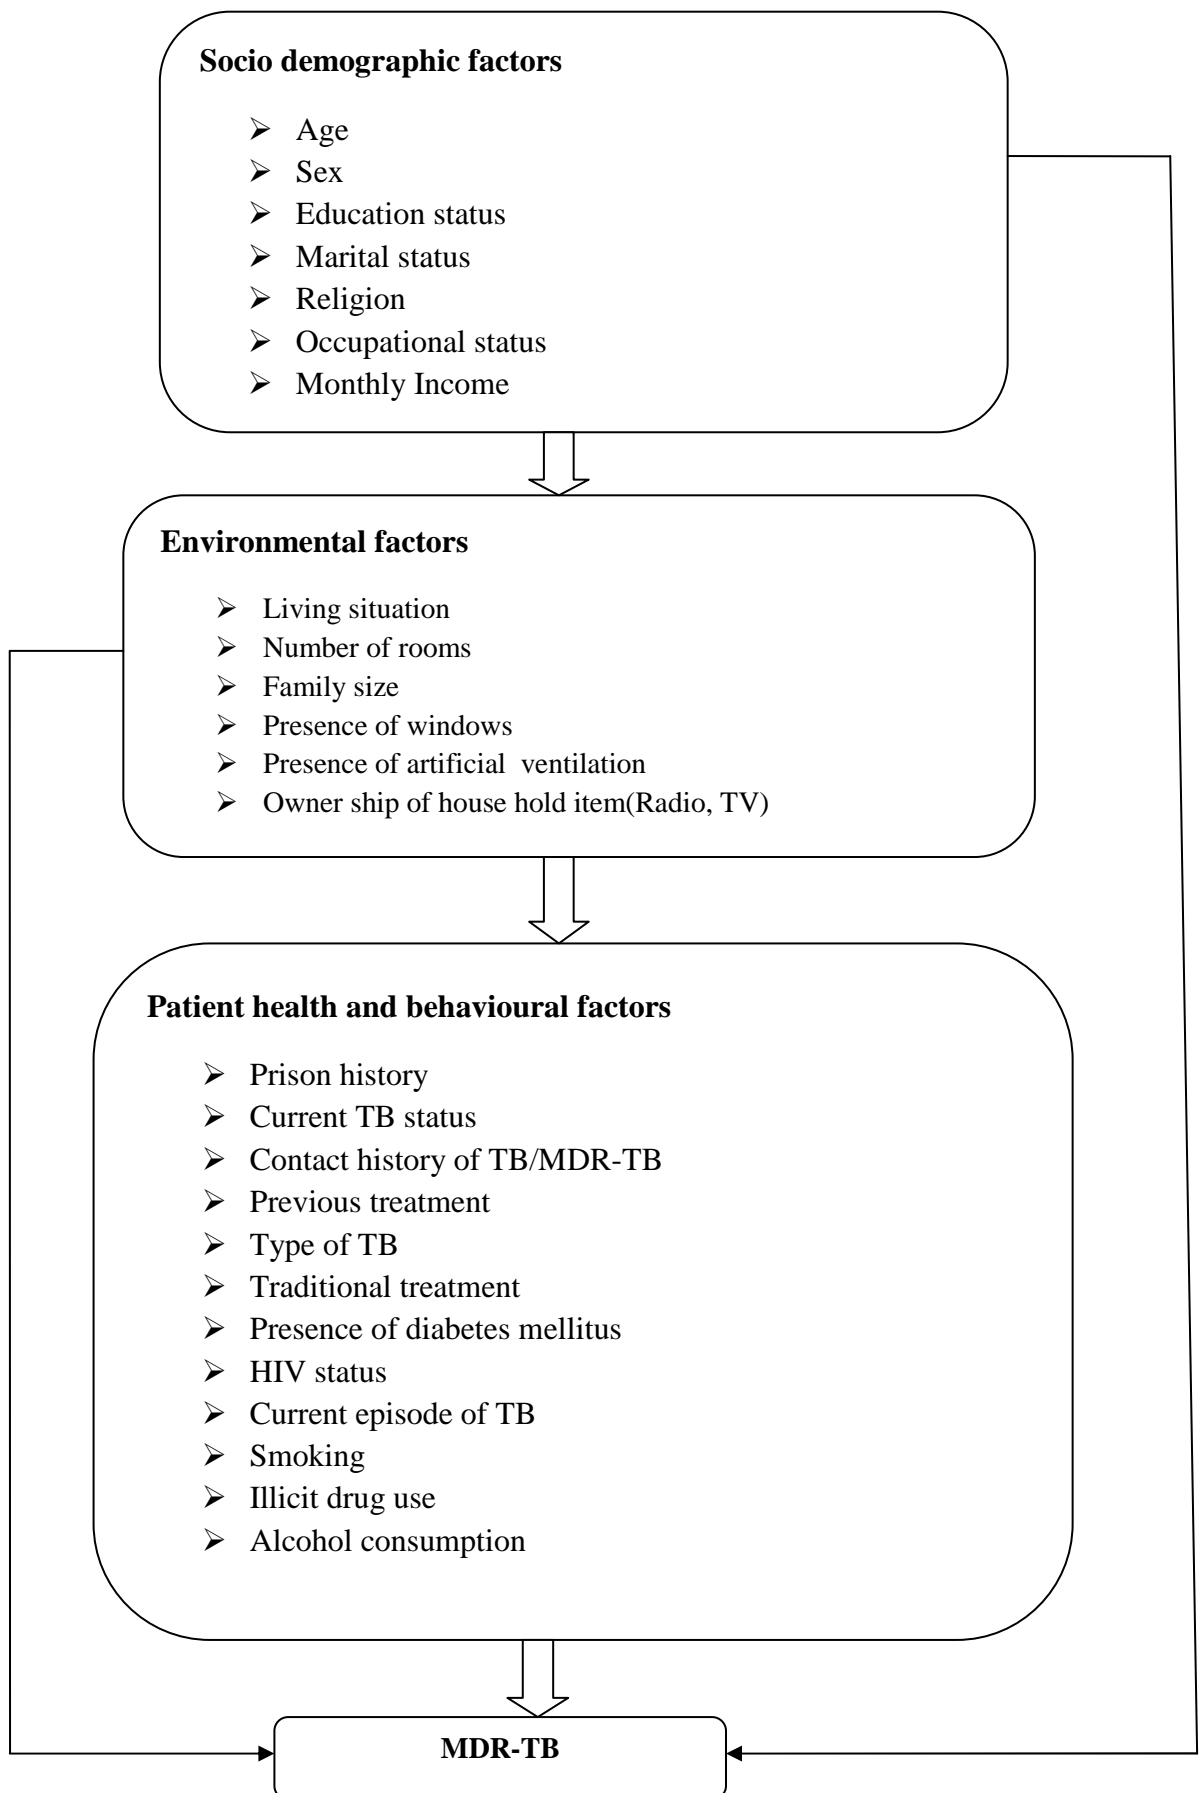 Socio demographic factors
➢ Age
➢ Sex
➢ Education status
➢ Marital status
➢ Religion
➢ Occupational status
➢ Monthly Income
Environmental factors
➢ Living situation
➢ Number of rooms
➢ Family size
➢ Presence of windows
➢ Presence of artificial ventilation
➢ Owner ship of house hold item(Radio, TV)
Patient health and behavioural factors
➢ Prison history
➢ Current TB status
➢ Contact history of TB/MDR-TB
➢ Previous treatment
➢ Type of TB
➢ Traditional treatment
➢ Presence of diabetes mellitus
➢ HIV status
➢ Current episode of TB
➢ Smoking
➢ Illicit drug use
➢ Alcohol consumption
MDR-TB